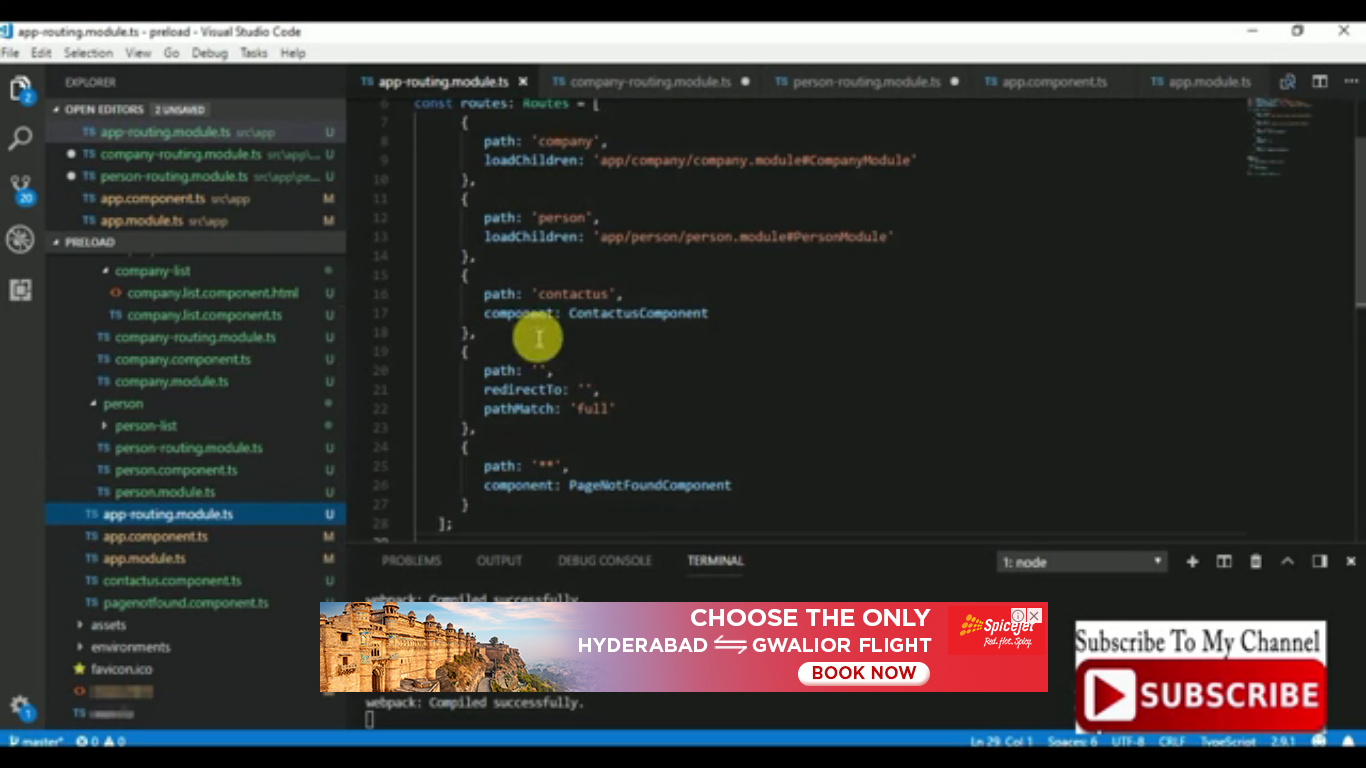 app-routing.module.ts - preload - Visual Studio Code
File Edit Selection View Go Debug Tasks Help
EXPLORER
OPEN EDITORS 2 UNSAVED
TS app-routing.module.ts src\app U
TS company-routing.module.ts src\app\... U
TS person-routing.module.ts src\app\pe... U
TS app.component.ts src\app M
TS app.module.ts src\app M
PRELOAD
company-list
company.list.component.html U
TS company.list.component.ts U
TS company-routing.module.ts U
TS company.component.ts U
TS company.module.ts U
person
person-list
TS person-routing.module.ts U
TS person.component.ts U
TS person.module.ts U
TS app-routing.module.ts U
TS app.component.ts M
TS app.module.ts M
TS contactus.component.ts U
TS pagenotfound.component.ts U
assets
environments
favicon.ico
TS
2
20
1
TS app-routing.module.ts TS company-routing.module.ts TS person-routing.module.ts TS app.component.ts TS app.module.ts
6 const routes: Routes = [
7 {
8 path: 'company',
9 loadChildren: 'app/company/company.module#CompanyModule'
10 },
11 {
12 path: 'person',
13 loadChildren: 'app/person/person.module#PersonModule'
14 },
15 {
16 path: 'contactus',
17 component: ContactusComponent
18 },
19 {
20 path: '',
21 redirectTo: '',
22 pathMatch: 'full'
23 },
24 {
25 path: '**',
26 component: PageNotFoundComponent
27 }
28 ];
29
PROBLEMS OUTPUT DEBUG CONSOLE TERMINAL 1: node
webpack: Compiled successfully.
CHOOSE THE ONLY
HYDERABAD GWALIOR FLIGHT
BOOK NOW
SpiceJet
Red. Hot. Spicy.
webpack: Compiled successfully.
Subscribe To My Channel
SUBSCRIBE
master* 0 0 Ln 29, Col 1 Spaces: 6 UTF-8 CRLF TypeScript 2.9.1